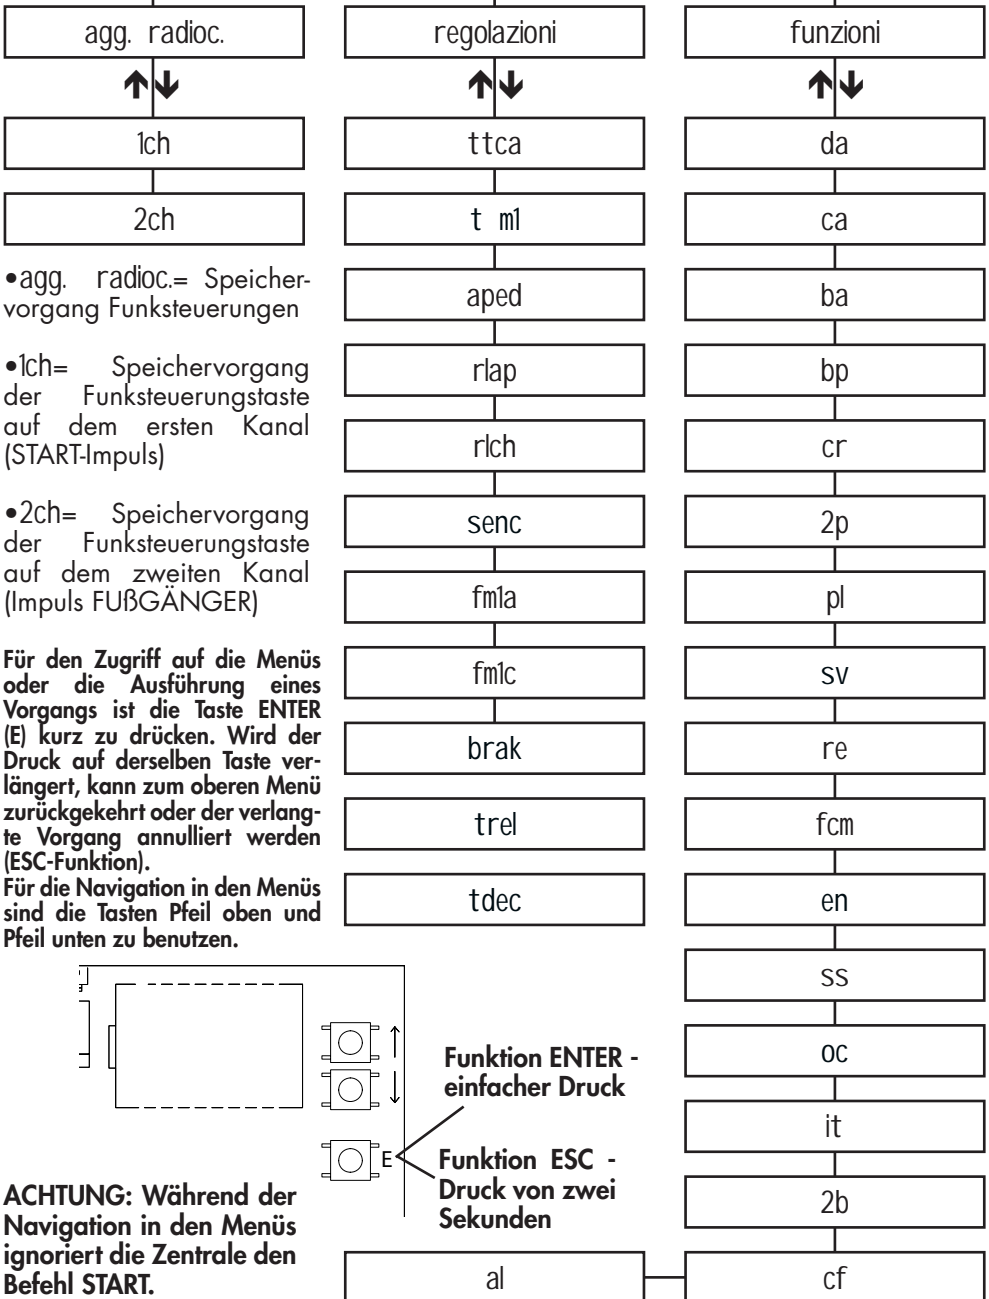 agg. radioc.
1ch
2ch
•agg. radioc.= Speicher-
vorgang Funksteuerungen
•1ch= Speichervorgang
der Funksteuerungstaste
auf dem ersten Kanal
(START-Impuls)
•2ch= Speichervorgang
der Funksteuerungstaste
auf dem zweiten Kanal
(Impuls FUßGÄNGER)
Für den Zugriff auf die Menüs
oder die Ausführung eines
Vorgangs ist die Taste ENTER
(E) kurz zu drücken. Wird der
Druck auf derselben Taste ver-
längert, kann zum oberen Menü
zurückgekehrt oder der verlang-
te Vorgang annulliert werden
(ESC-Funktion).
Für die Navigation in den Menüs
sind die Tasten Pfeil oben und
Pfeil unten zu benutzen.
regolazioni
ttca
t m1
aped
rlap
rlch
senc
fm1a
fm1c
brak
trel
tdec
funzioni
da
ca
ba
bp
cr
2p
pl
sv
re
fcm
en
ss
oc
it
2b
cf
al
E
Funktion ENTER -
einfacher Druck
Funktion ESC -
Druck von zwei
Sekunden
ACHTUNG: Während der
Navigation in den Menüs
ignoriert die Zentrale den
Befehl START.